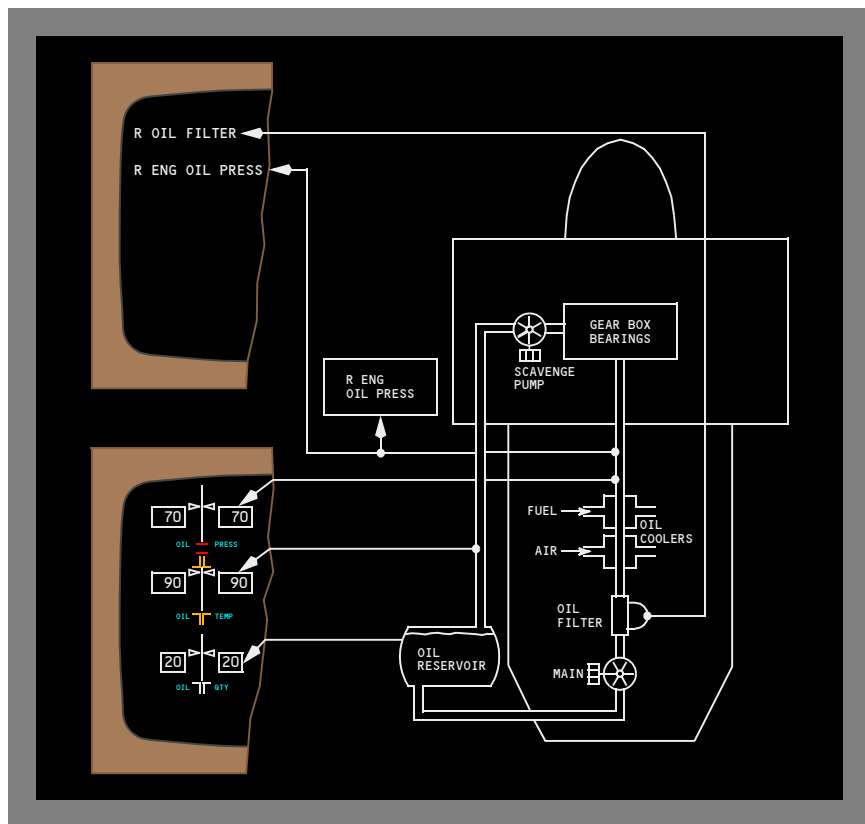 R OIL FILTER
R ENG OIL PRESS
GEAR BOX
BEARINGS
SCAVENGE
PUMP
R ENG
OIL PRESS
70 70
OIL PRESS
90 90
OIL TEMP
20 20
OIL QTY
FUEL
OIL
COOLERS
AIR
OIL
FILTER
OIL
RESERVOIR
MAIN